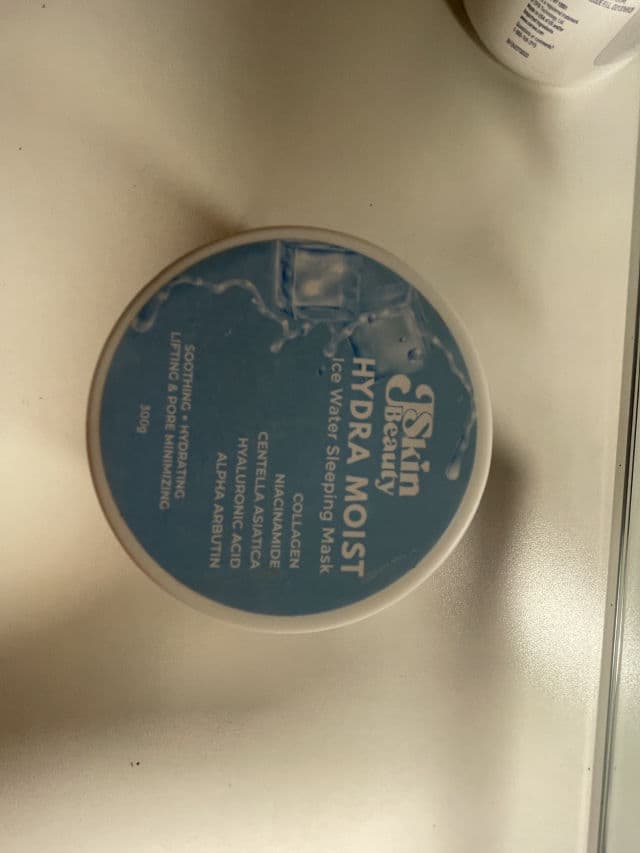 JSkin
Beauty
HYDRA MOIST
Ice Water Sleeping Mask
COLLAGEN
NIACINAMIDE
CENTELLA ASIATICA
HYALURONIC ACID
ALPHA ARBUTIN
SOOTHING • HYDRATING
LIFTING & PORE MINIMIZING
300g